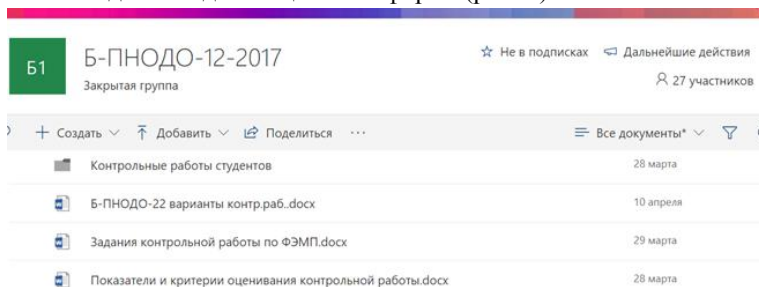 Б1
Б-ПНОДО-12-2017
Закрытая группа
☆ Не в подписках Дальнейшие действия
27 участников
+ Создать Добавить Поделиться ...
Все документы*
Контрольные работы студентов 28 марта
Б-ПНОДО-22 варианты контр.раб..docx 10 апреля
Задания контрольной работы по ФЭМП.docx 29 марта
Показатели и критерии оценивания контрольной работы.docx 28 марта